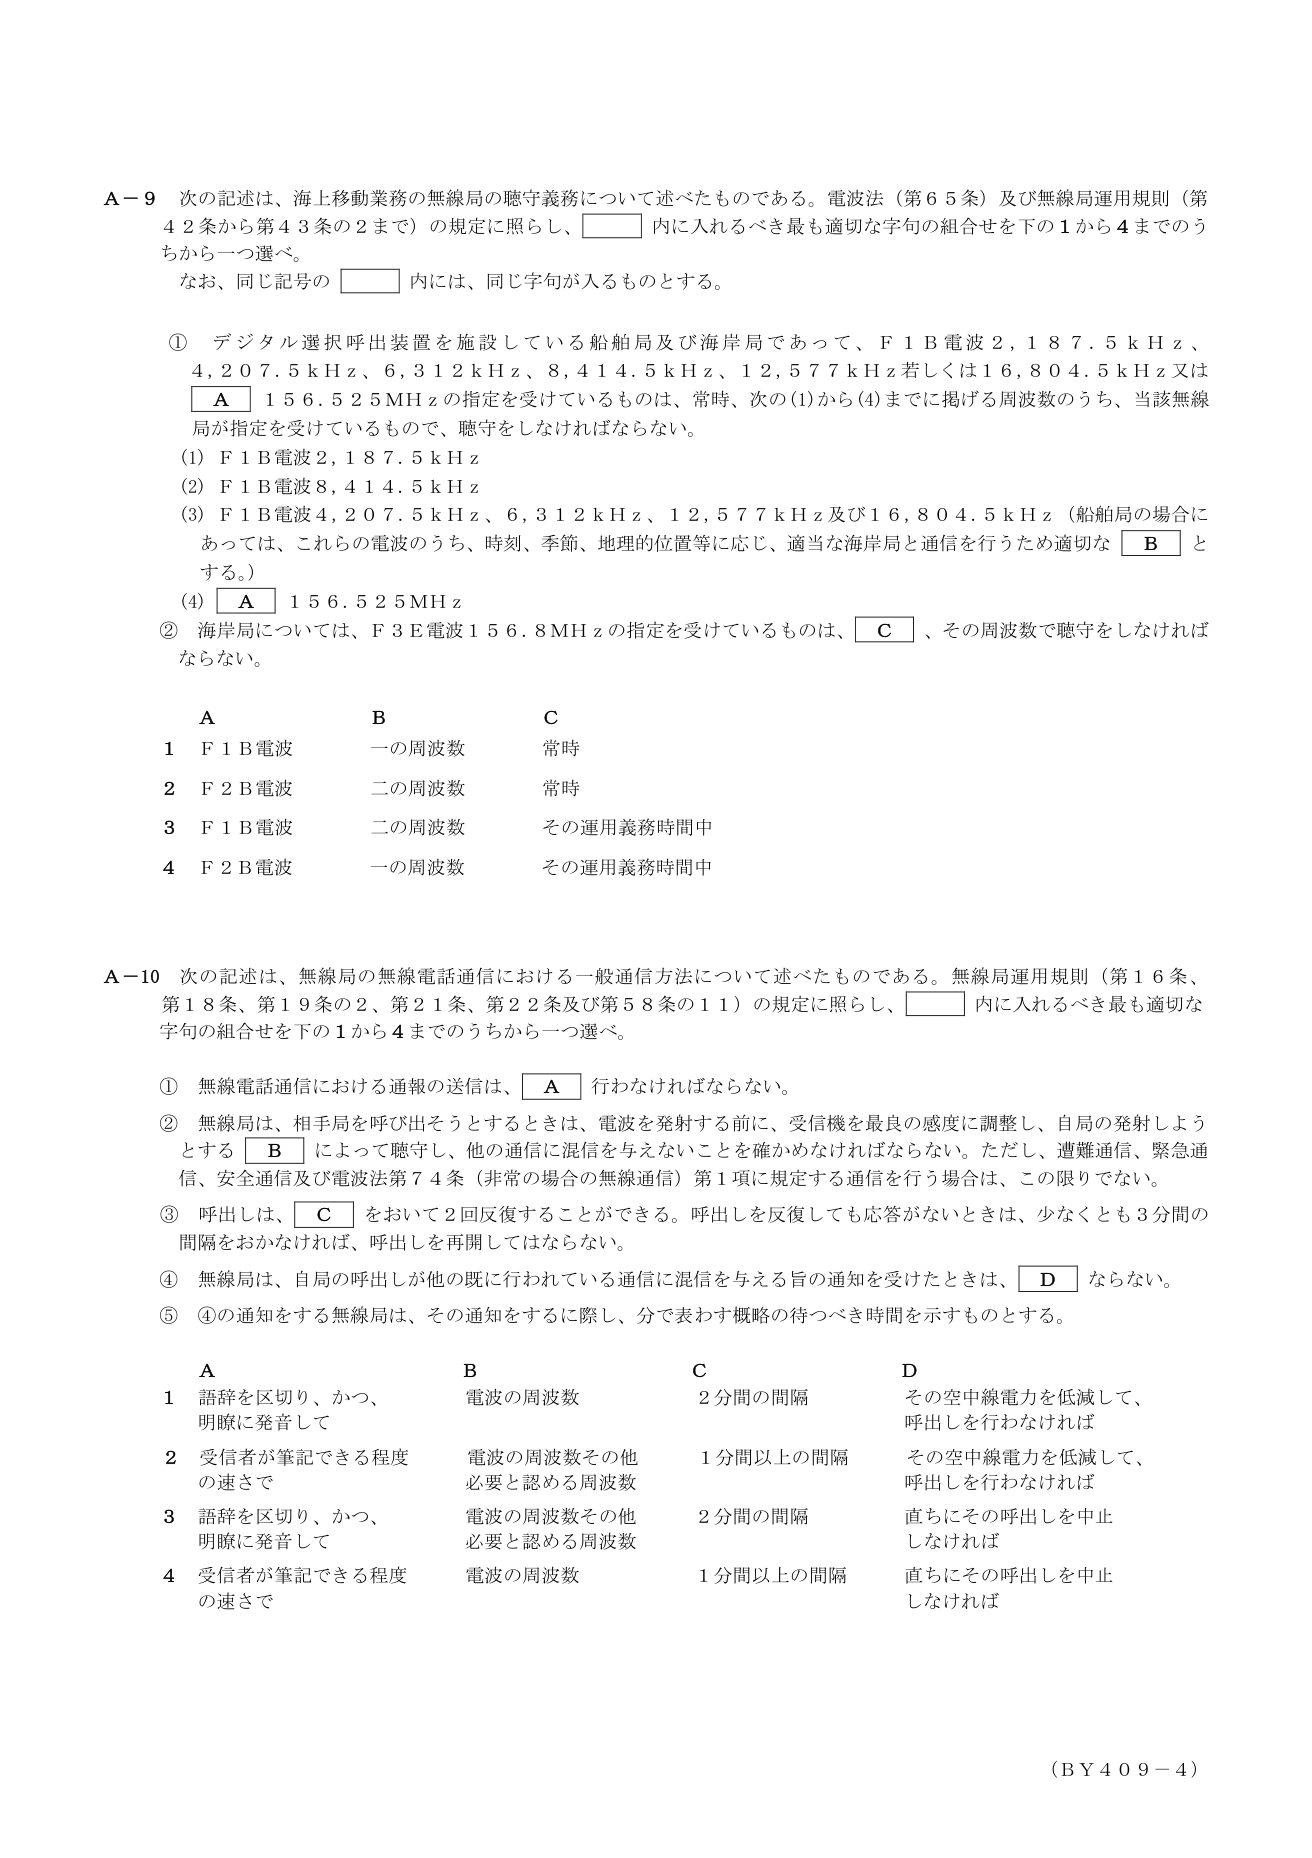 A－9　次の記述は、海上移動業務の無線局の聴守義務について述べたものである。電波法（第６５条）及び無線局運用規則（第
４２条から第４３条の２まで）の規定に照らし、　　　内に入れるべき最も適切な字句の組合せを下の1から4までのう
ちから一つ選べ。
なお、同じ記号の　　　内には、同じ字句が入るものとする。
①　デジタル選択呼出装置を施設している船舶局及び海岸局であって、Ｆ１Ｂ電波２,１８７.５ｋＨｚ、
４,２０７.５ｋＨｚ、６,３１２ｋＨｚ、８,４１４.５ｋＨｚ、１２,５７７ｋＨｚ若しくは１６,８０４.５ｋＨｚ又は
A　１５６.５２５ＭＨｚの指定を受けているものは、常時、次の(1)から(4)までに掲げる周波数のうち、当該無線
局が指定を受けているもので、聴守をしなければならない。
(1)　Ｆ１Ｂ電波２,１８７.５ｋＨｚ
(2)　Ｆ１Ｂ電波８,４１４.５ｋＨｚ
(3)　Ｆ１Ｂ電波４,２０７.５ｋＨｚ、６,３１２ｋＨｚ、１２,５７７ｋＨｚ及び１６,８０４.５ｋＨｚ（船舶局の場合に
あっては、これらの電波のうち、時刻、季節、地理的位置等に応じ、適当な海岸局と通信を行うため適切な　B　と
する。）
(4)　A　１５６.５２５ＭＨｚ
②　海岸局については、Ｆ３Ｅ電波１５６.８ＭＨｚの指定を受けているものは、　C　、その周波数で聴守をしなければ
ならない。
A　B　C
1　Ｆ１Ｂ電波　一の周波数　常時
2　Ｆ２Ｂ電波　二の周波数　常時
3　Ｆ１Ｂ電波　二の周波数　その運用義務時間中
4　Ｆ２Ｂ電波　一の周波数　その運用義務時間中
A－10　次の記述は、無線局の無線電話通信における一般通信方法について述べたものである。無線局運用規則（第１６条、
第１８条、第１９条の２、第２１条、第２２条及び第５８条の１１）の規定に照らし、　　　内に入れるべき最も適切な
字句の組合せを下の1から4までのうちから一つ選べ。
①　無線電話通信における通報の送信は、　A　行わなければならない。
②　無線局は、相手局を呼び出そうとするときは、電波を発射する前に、受信機を最良の感度に調整し、自局の発射しよう
とする　B　によって聴守し、他の通信に混信を与えないことを確かめなければならない。ただし、遭難通信、緊急通
信、安全通信及び電波法第７４条（非常の場合の無線通信）第１項に規定する通信を行う場合は、この限りでない。
③　呼出しは、　C　をおいて２回反復することができる。呼出しを反復しても応答がないときは、少なくとも３分間の
間隔をおかなければ、呼出しを再開してはならない。
④　無線局は、自局の呼出しが他の既に行われている通信に混信を与える旨の通知を受けたときは、　D　ならない。
⑤　④の通知をする無線局は、その通知をするに際し、分で表わす概略の待つべき時間を示すものとする。
A　B　C　D
1　語辞を区切り、かつ、　電波の周波数　２分間の間隔　その空中線電力を低減して、
明瞭に発音して　呼出しを行わなければ
2　受信者が筆記できる程度　電波の周波数その他　１分間以上の間隔　その空中線電力を低減して、
の速さで　必要と認める周波数　呼出しを行わなければ
3　語辞を区切り、かつ、　電波の周波数その他　２分間の間隔　直ちにその呼出しを中止
明瞭に発音して　必要と認める周波数　しなければ
4　受信者が筆記できる程度　電波の周波数　１分間以上の間隔　直ちにその呼出しを中止
の速さで　しなければ
（ＢＹ４０９－４）